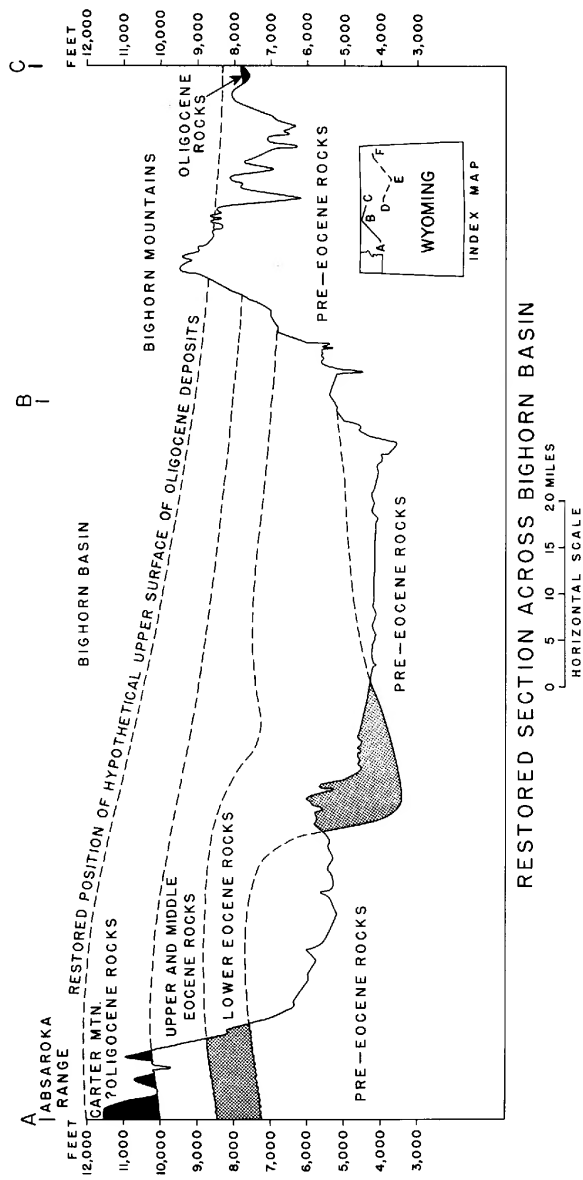 A
B
C
ABSAROKA
RANGE
CARTER MTN.
?OLIGOCENE ROCKS
BIGHORN BASIN
BIGHORN MOUNTAINS
OLIGOCENE
ROCKS
RESTORED POSITION OF HYPOTHETICAL UPPER SURFACE OF OLIGOCENE DEPOSITS
UPPER AND MIDDLE
EOCENE ROCKS
LOWER EOCENE ROCKS
PRE-EOCENE ROCKS
PRE-EOCENE ROCKS
PRE-EOCENE ROCKS
FEET
12,000
11,000
10,000
9,000
8,000
7,000
6,000
5,000
4,000
3,000
FEET
12,000
11,000
10,000
9,000
8,000
7,000
6,000
5,000
4,000
3,000
A
B
C
D
E
F
WYOMING
INDEX MAP
RESTORED SECTION ACROSS BIGHORN BASIN
0 5 10 15 20 MILES
HORIZONTAL SCALE